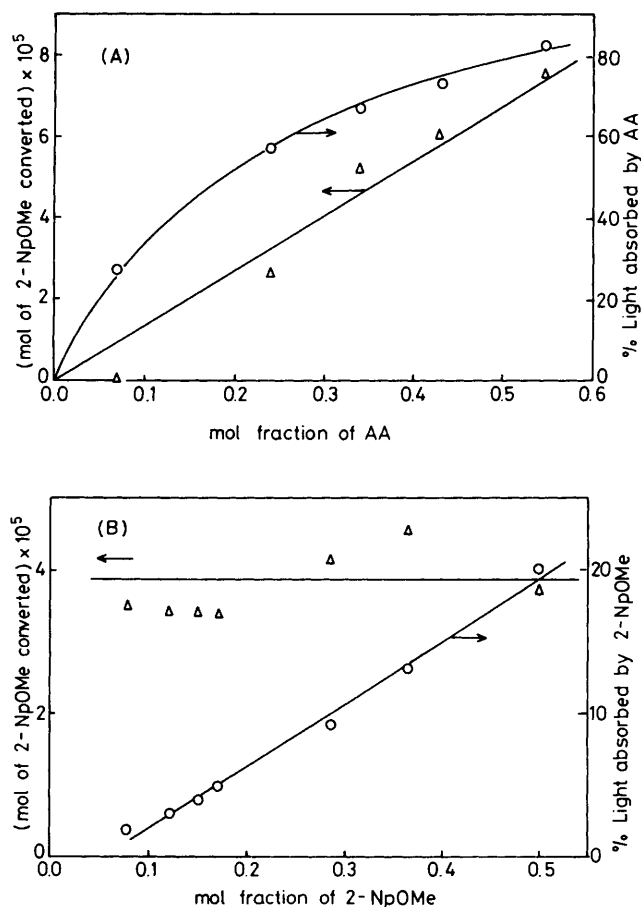 (A)
(mol of 2-NpOMe converted) × 10^5
% Light absorbed by AA
8
6
4
2
0
80
60
40
20
0
0.0 0.1 0.2 0.3 0.4 0.5 0.6
mol fraction of AA
(B)
(mol of 2-NpOMe converted) × 10^5
% Light absorbed by 2-NpOMe
4
2
0
20
10
0
0.0 0.1 0.2 0.3 0.4 0.5
mol fraction of 2-NpOMe